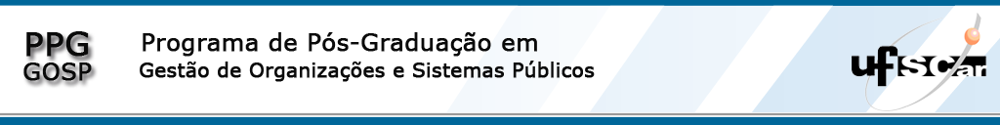 PPG
GOSP
Programa de Pós-Graduação em
Gestão de Organizações e Sistemas Públicos
ufscar